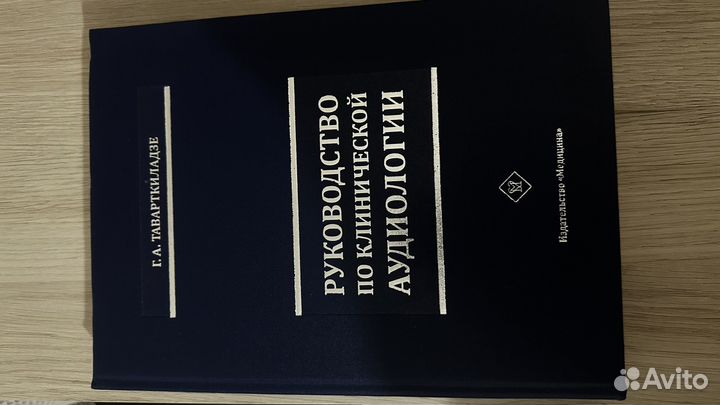 Г. А. ТАВАРТКИЛАДЗЕ
РУКОВОДСТВО
ПО КЛИНИЧЕСКОЙ
АУДИОЛОГИИ
Издательство «Медицина»
Avito